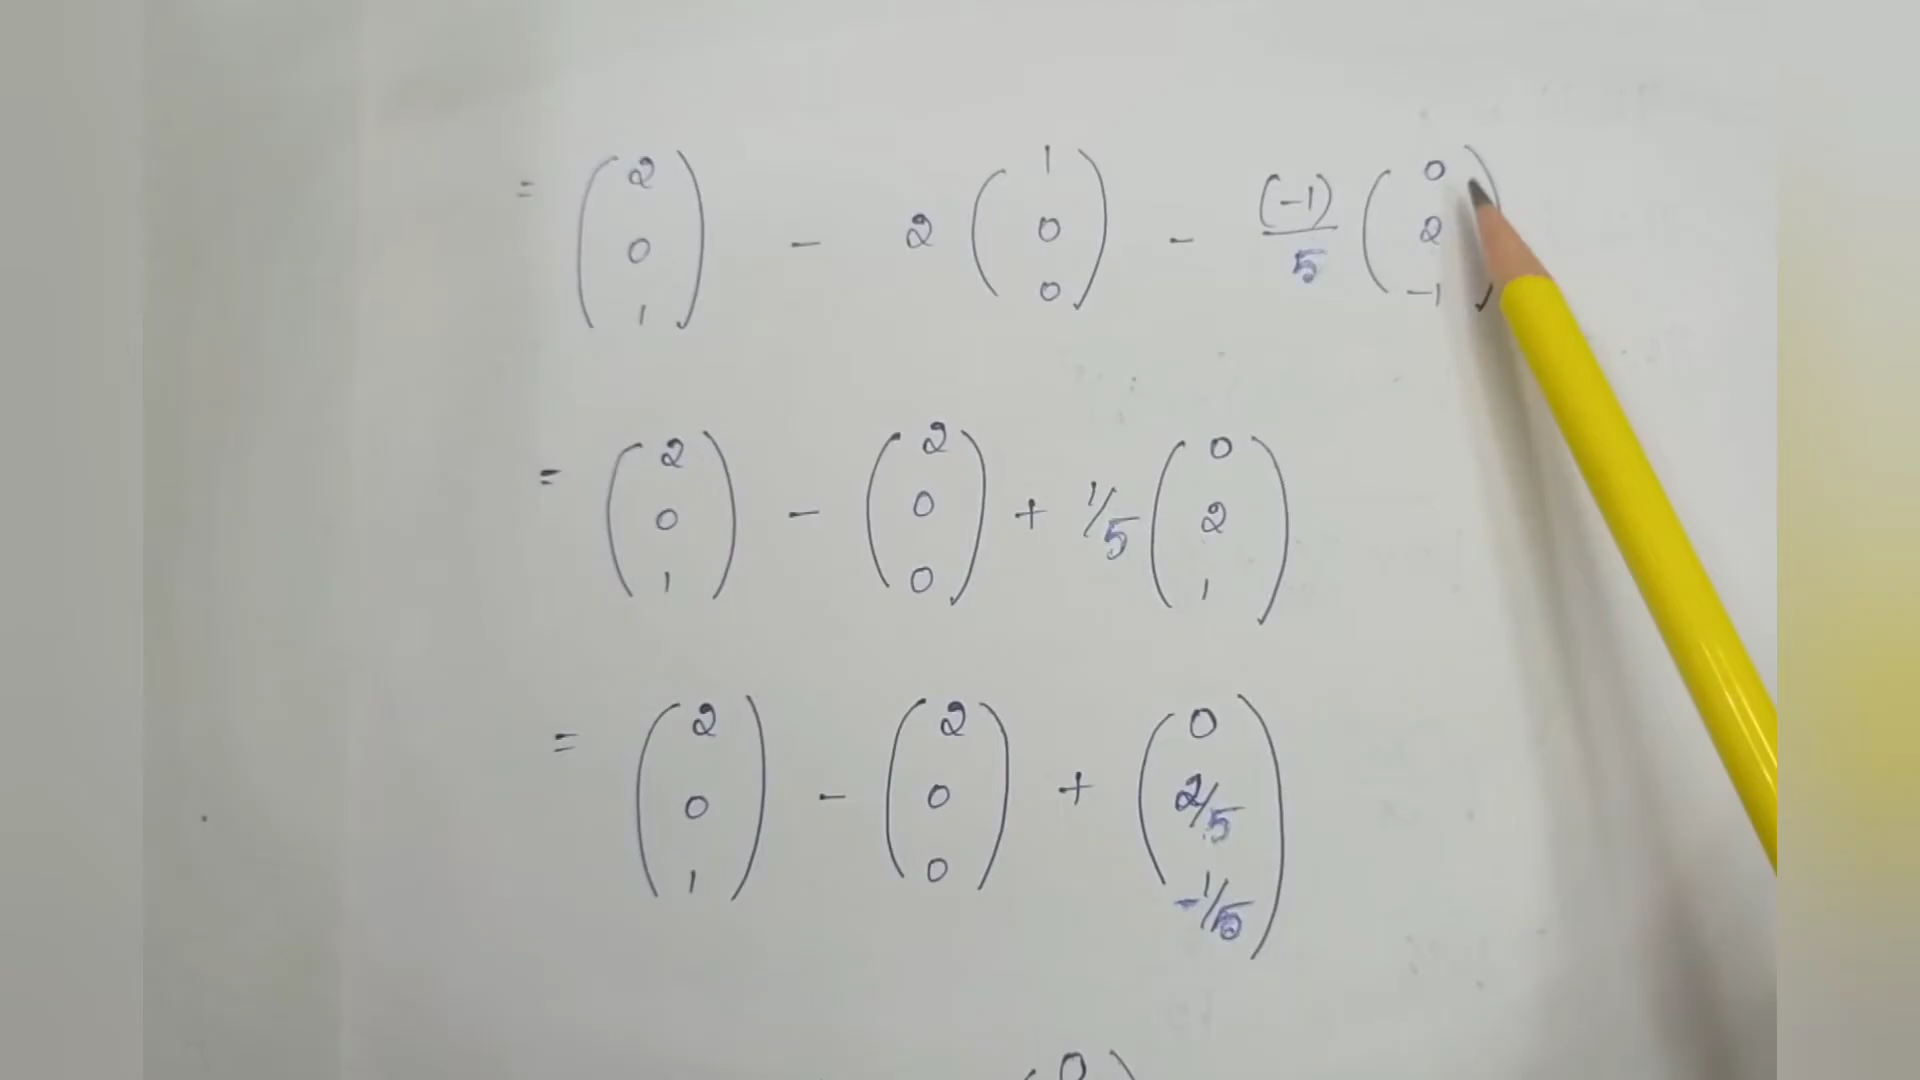 = (2 0 1) - 2 (1 0 0) - (-1)/5 (0 2 -1)
= (2 0 1) - (2 0 0) + 1/5 (0 2 1)
= (2 0 1) - (2 0 0) + (0 2/5 -1/5)
(0)